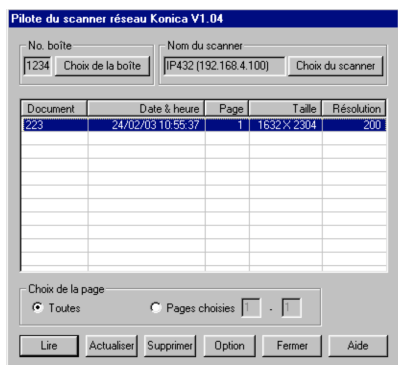 Pilote du scanner réseau Konica V1.04
No. boîte
Nom du scanner
1234 Choix de la boîte IP432 (192.168.4.100) Choix du scanner
Document Date & heure Page Taille Résolution
223 24/02/03 10:55:37 1 1632 X 2304 200
Choix de la page
Toutes Pages choisies 1 - 1
Lire Actualiser Supprimer Option Fermer Aide